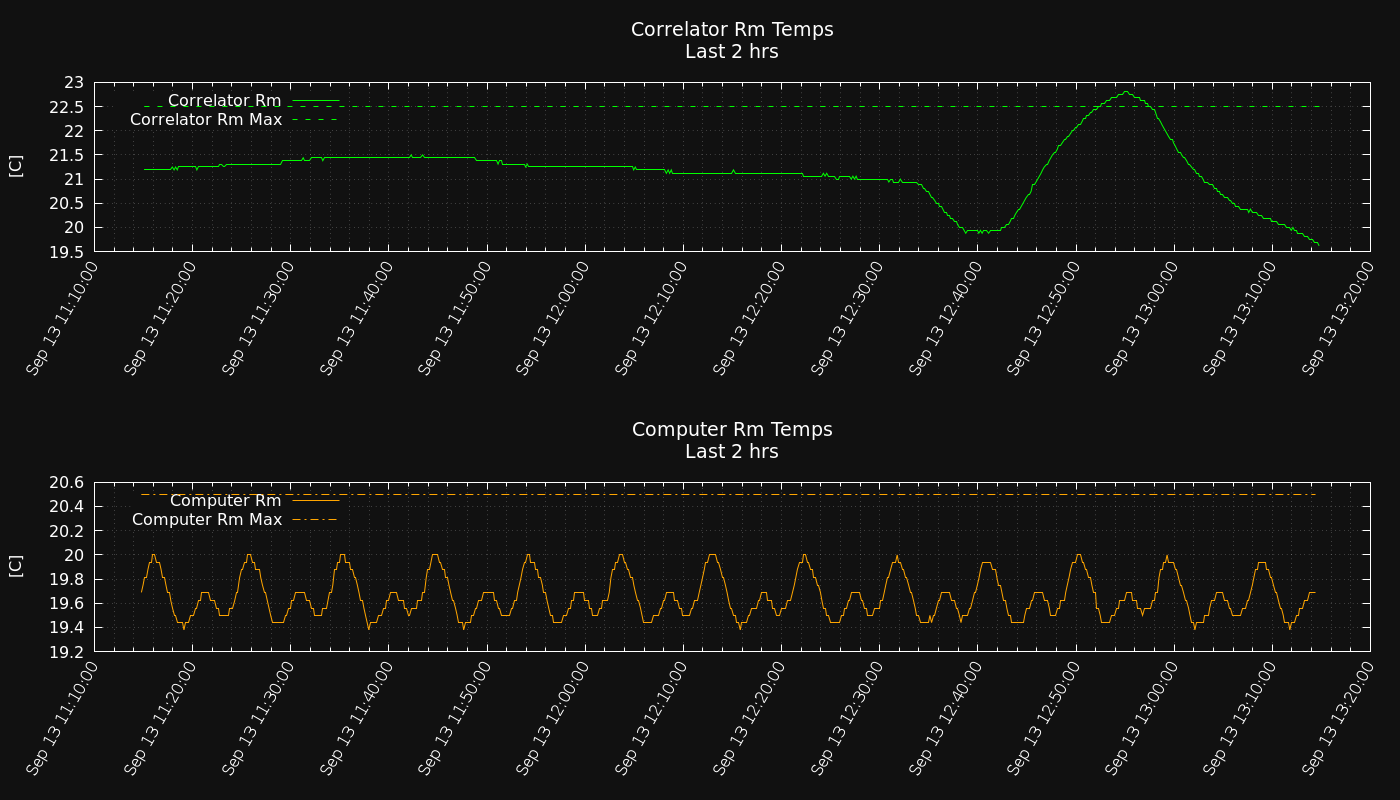 Correlator Rm Temps
Last 2 hrs
23
22.5
22
21.5
21
20.5
20
19.5
[C]
Correlator Rm
Correlator Rm Max
Sep 13 11:10:00
Sep 13 11:20:00
Sep 13 11:30:00
Sep 13 11:40:00
Sep 13 11:50:00
Sep 13 12:00:00
Sep 13 12:10:00
Sep 13 12:20:00
Sep 13 12:30:00
Sep 13 12:40:00
Sep 13 12:50:00
Sep 13 13:00:00
Sep 13 13:10:00
Sep 13 13:20:00
Computer Rm Temps
Last 2 hrs
20.6
20.4
20.2
20
19.8
19.6
19.4
19.2
[C]
Computer Rm
Computer Rm Max
Sep 13 11:10:00
Sep 13 11:20:00
Sep 13 11:30:00
Sep 13 11:40:00
Sep 13 11:50:00
Sep 13 12:00:00
Sep 13 12:10:00
Sep 13 12:20:00
Sep 13 12:30:00
Sep 13 12:40:00
Sep 13 12:50:00
Sep 13 13:00:00
Sep 13 13:10:00
Sep 13 13:20:00